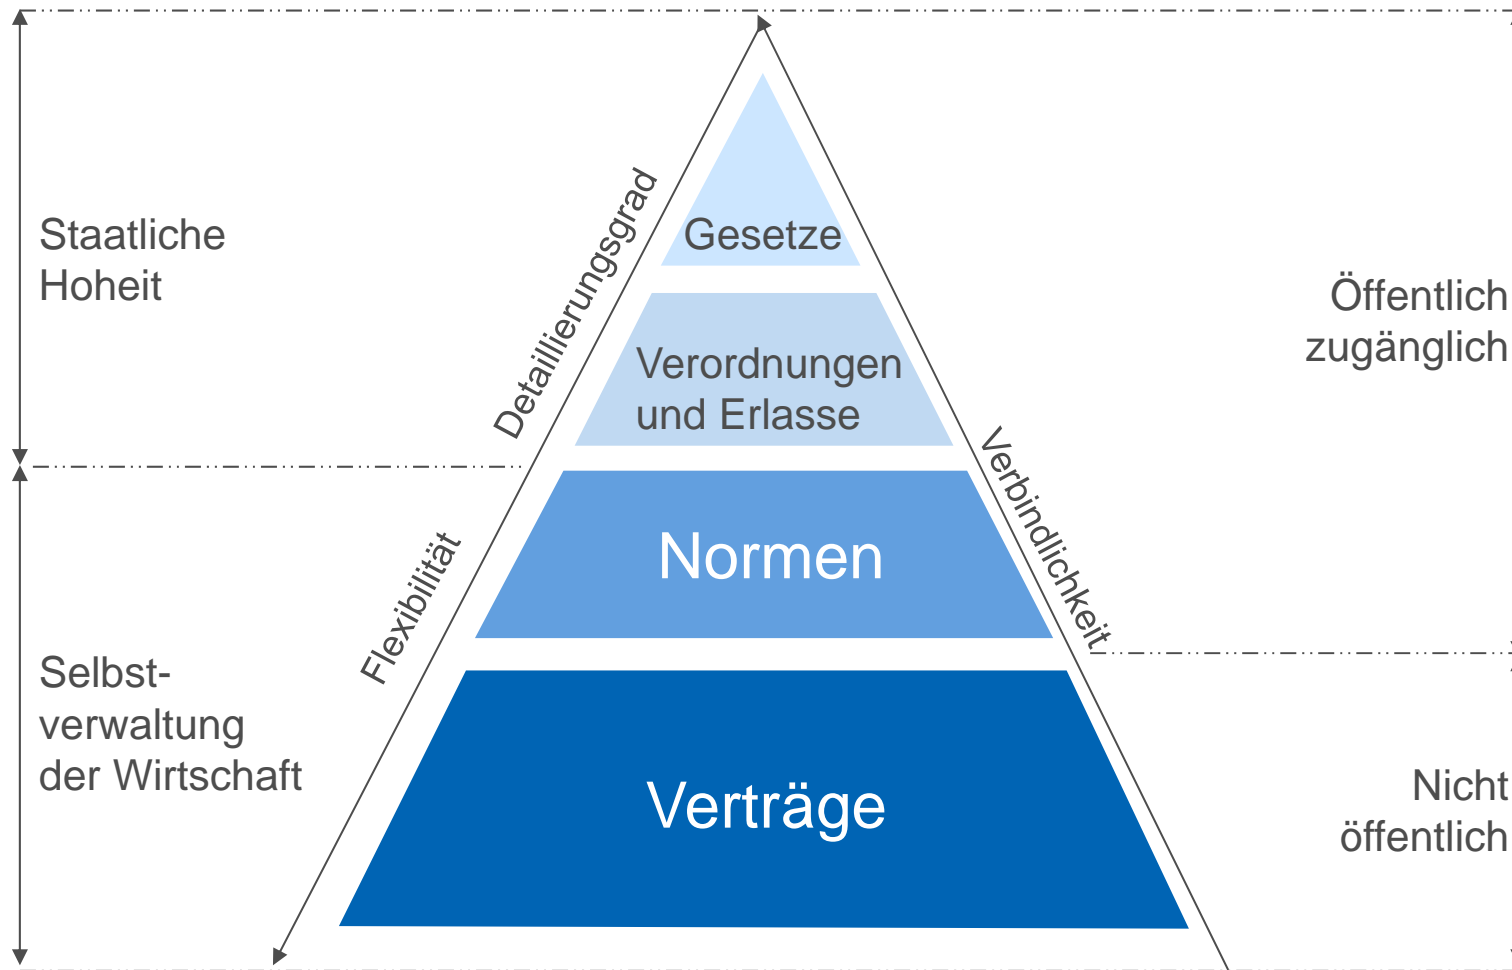 Staatliche
Hoheit
Detaillierungsgrad
Gesetze
Öffentlich
zugänglich
Verordnungen
und Erlasse
Verbindlichkeit
Flexibilität
Normen
Selbst-
verwaltung
der Wirtschaft
Verträge
Nicht
öffentlich